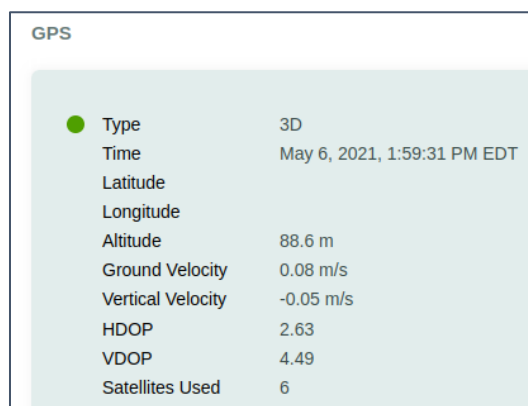 GPS
Type 3D
Time May 6, 2021, 1:59:31 PM EDT
Latitude
Longitude
Altitude 88.6 m
Ground Velocity 0.08 m/s
Vertical Velocity -0.05 m/s
HDOP 2.63
VDOP 4.49
Satellites Used 6